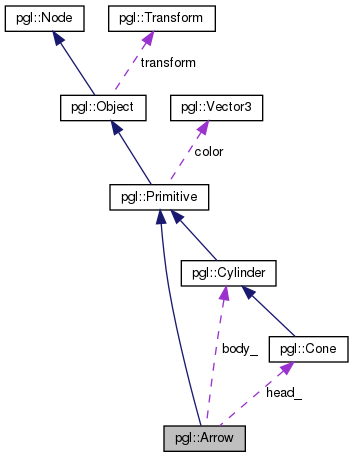 pgl::Node
pgl::Transform
transform
pgl::Object
pgl::Vector3
color
pgl::Primitive
pgl::Cylinder
body_
pgl::Cone
head_
pgl::Arrow